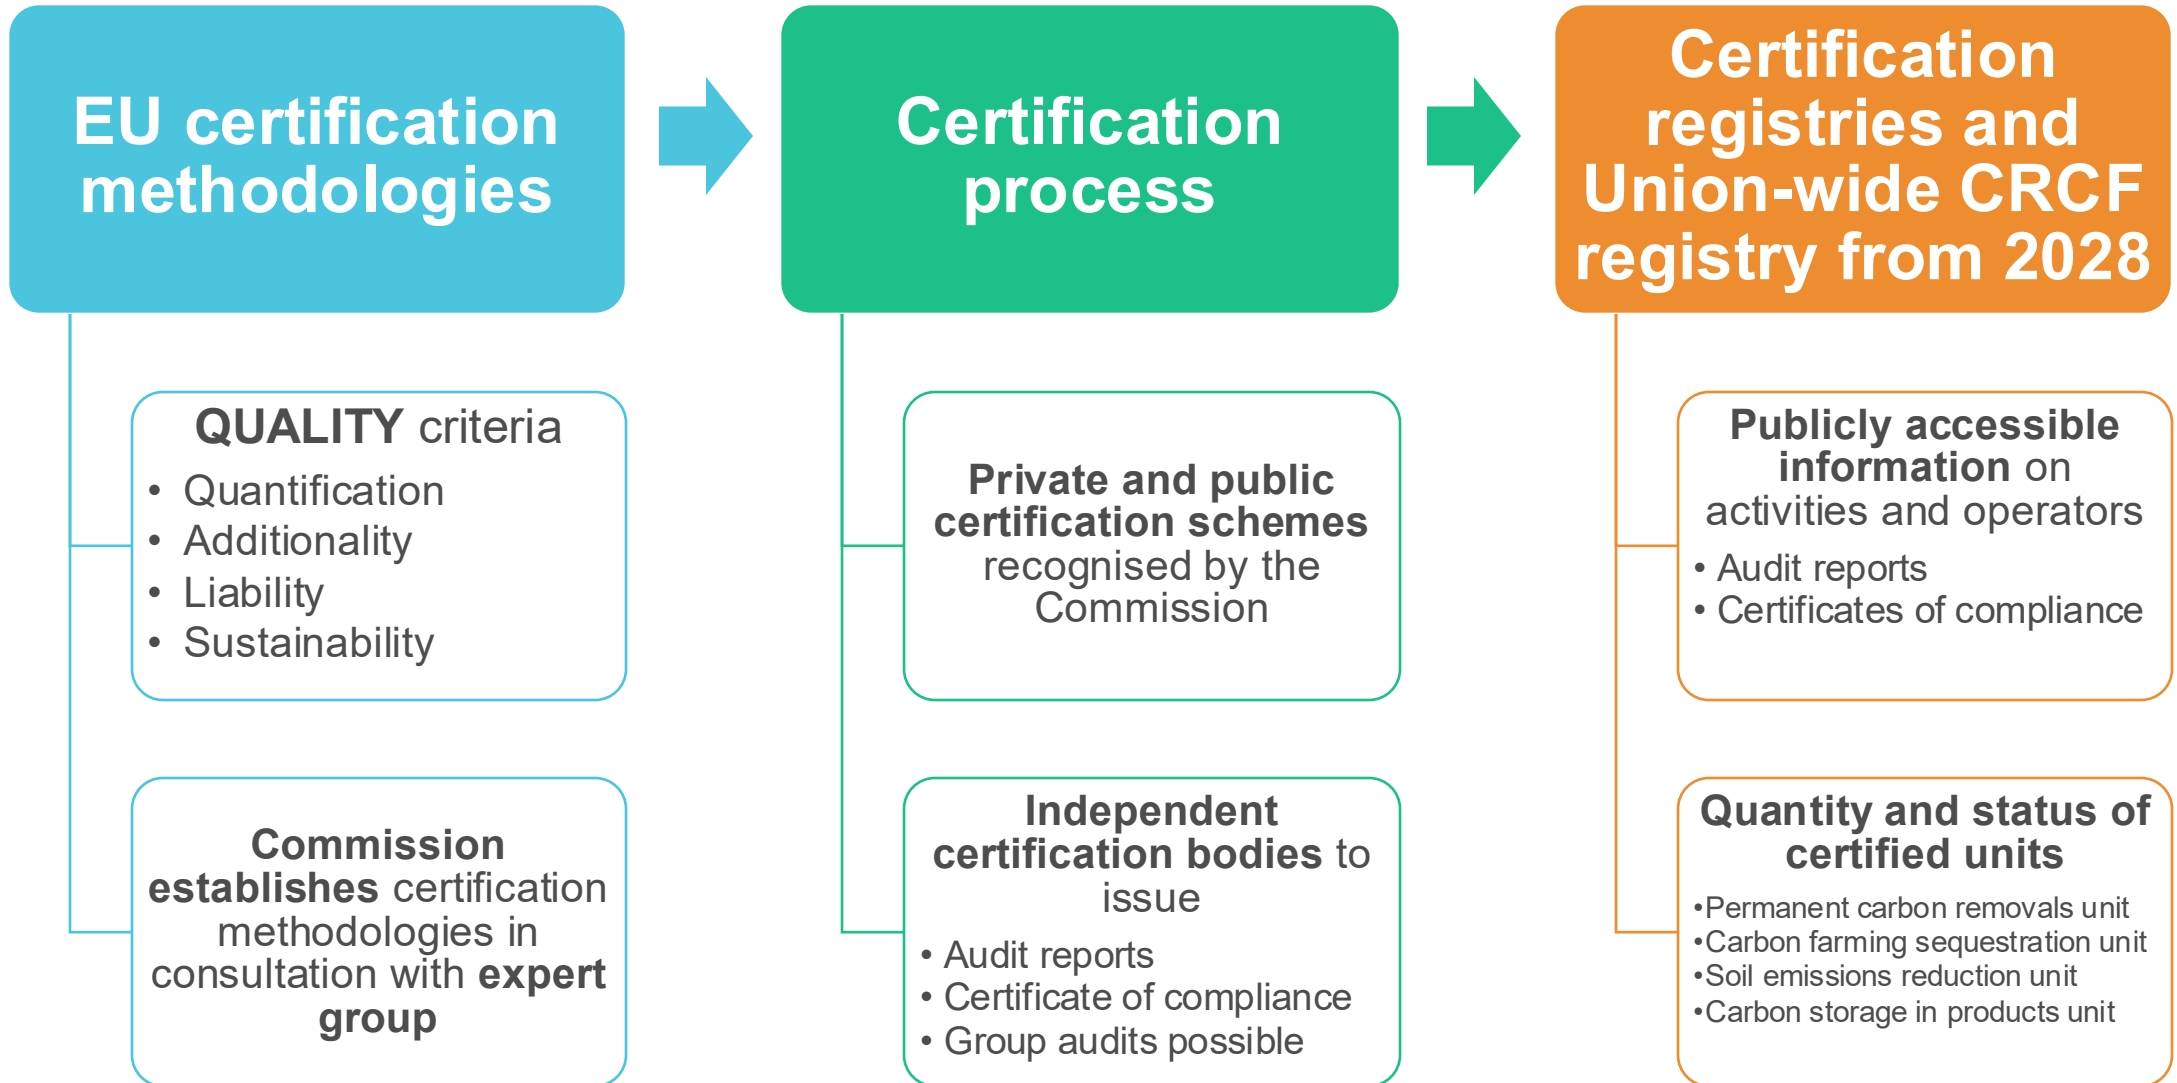 EU certification
methodologies
QUALITY criteria
• Quantification
• Additionality
• Liability
• Sustainability
Commission
establishes certification
methodologies in
consultation with expert
group
Certification
process
Private and public
certification schemes
recognised by the
Commission
Independent
certification bodies to
issue
• Audit reports
• Certificate of compliance
• Group audits possible
Certification
registries and
Union-wide CRCF
registry from 2028
Publicly accessible
information on
activities and operators
• Audit reports
• Certificates of compliance
Quantity and status of
certified units
•Permanent carbon removals unit
•Carbon farming sequestration unit
•Soil emissions reduction unit
•Carbon storage in products unit